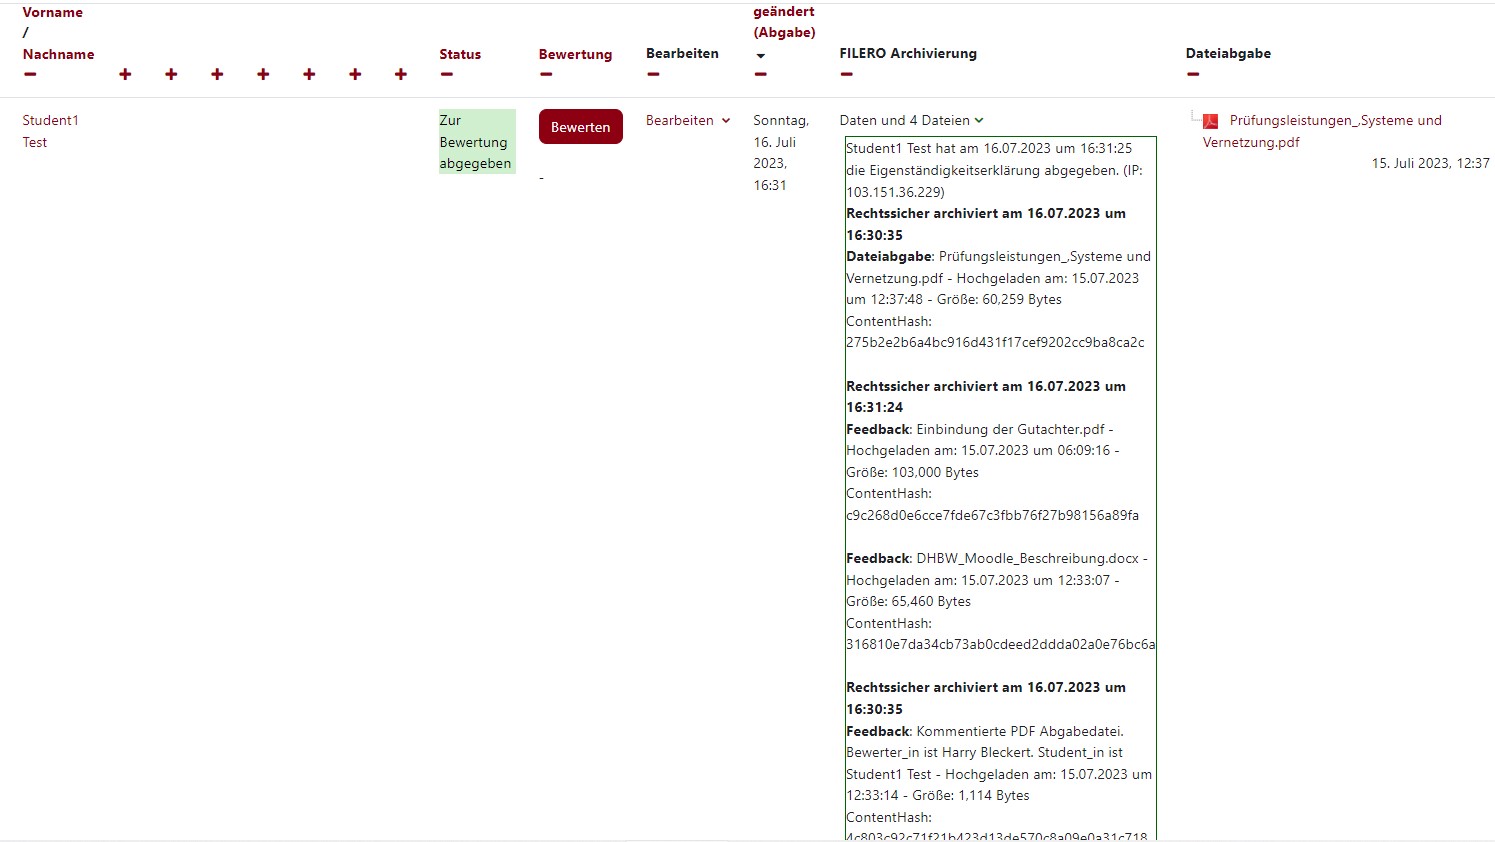 Vorname
/
Nachname
Status
Bewertung
Bearbeiten
geändert
(Abgabe)
FILERO Archivierung
Dateiabgabe
Student1
Test
Zur
Bewertung
abgegeben
Bewerten
-
Bearbeiten
Sonntag,
16. Juli
2023,
16:31
Daten und 4 Dateien
Student1 Test hat am 16.07.2023 um 16:31:25
die Eigenständigkeitserklärung abgegeben. (IP:
103.151.36.229)
Rechtssicher archiviert am 16.07.2023 um
16:30:35
Dateiabgabe: Prüfungsleistungen_,Systeme und
Vernetzung.pdf - Hochgeladen am: 15.07.2023
um 12:37:48 - Größe: 60,259 Bytes
ContentHash:
275b2e2b6a4bc916d431f17cef9202cc9ba8ca2c
Rechtssicher archiviert am 16.07.2023 um
16:31:24
Feedback: Einbindung der Gutachter.pdf -
Hochgeladen am: 15.07.2023 um 06:09:16 -
Größe: 103,000 Bytes
ContentHash:
c9c268d0e6cce7fde67c3fbb76f27b98156a89fa
Feedback: DHBW_Moodle_Beschreibung.docx -
Hochgeladen am: 15.07.2023 um 12:33:07 -
Größe: 65,460 Bytes
ContentHash:
316810e7da34cb73ab0cdeed2ddda02a0e76bc6a
Rechtssicher archiviert am 16.07.2023 um
16:30:35
Feedback: Kommentierte PDF Abgabedatei.
Bewerter_in ist Harry Bleckert. Student_in ist
Student1 Test - Hochgeladen am: 15.07.2023 um
12:33:14 - Größe: 1,114 Bytes
ContentHash:
4c803c92c71f21b423d13de570c8a09e0a31c718
Prüfungsleistungen_,Systeme und
Vernetzung.pdf
15. Juli 2023, 12:37